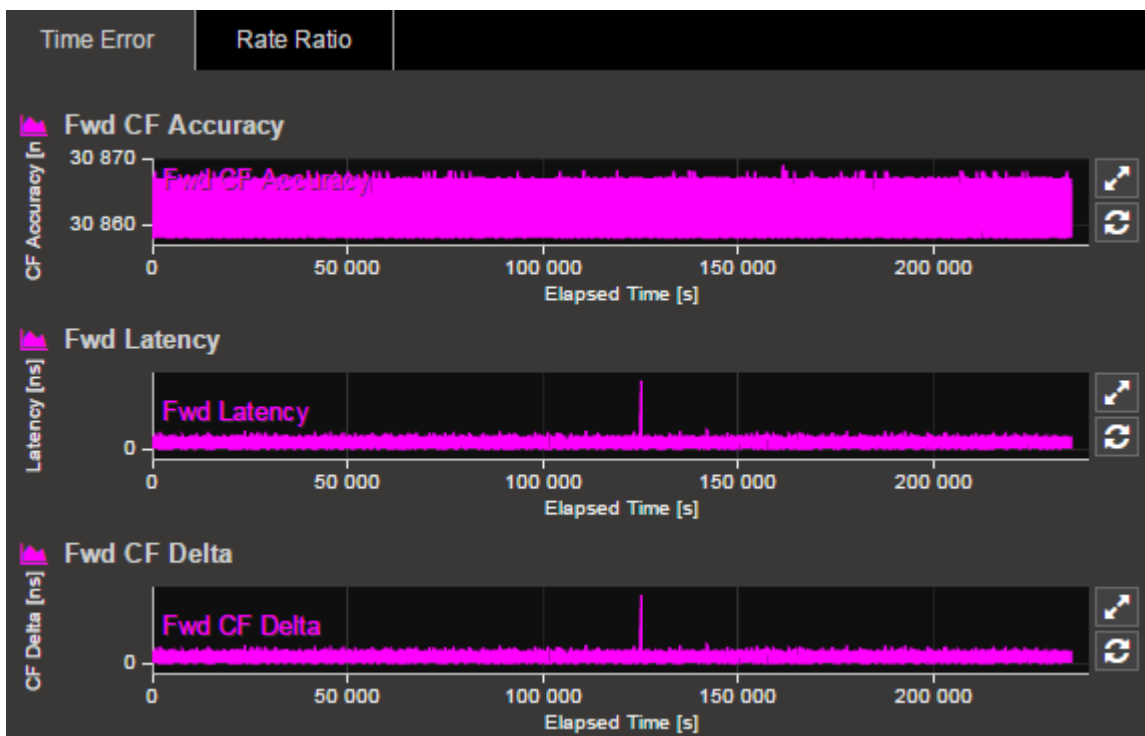 Time Error
Rate Ratio
Fwd CF Accuracy
CF Accuracy [n
30 870
Fwd CF Accuracy
30 860
0 50 000 100 000 150 000 200 000
Elapsed Time [s]
Fwd Latency
Latency [ns]
Fwd Latency
0
0 50 000 100 000 150 000 200 000
Elapsed Time [s]
Fwd CF Delta
CF Delta [ns]
Fwd CF Delta
0
0 50 000 100 000 150 000 200 000
Elapsed Time [s]